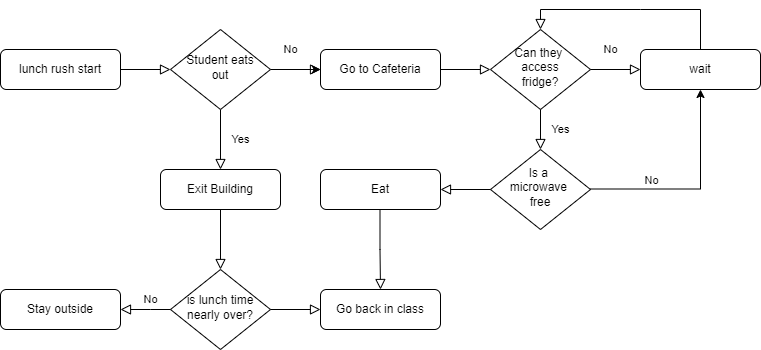 lunch rush start
Student eats
out
No
Go to Cafeteria
Can they
access
fridge?
No
wait
Yes
Yes
Exit Building
Eat
Is a
microwave
free
No
Stay outside
No
Is lunch time
nearly over?
Go back in class